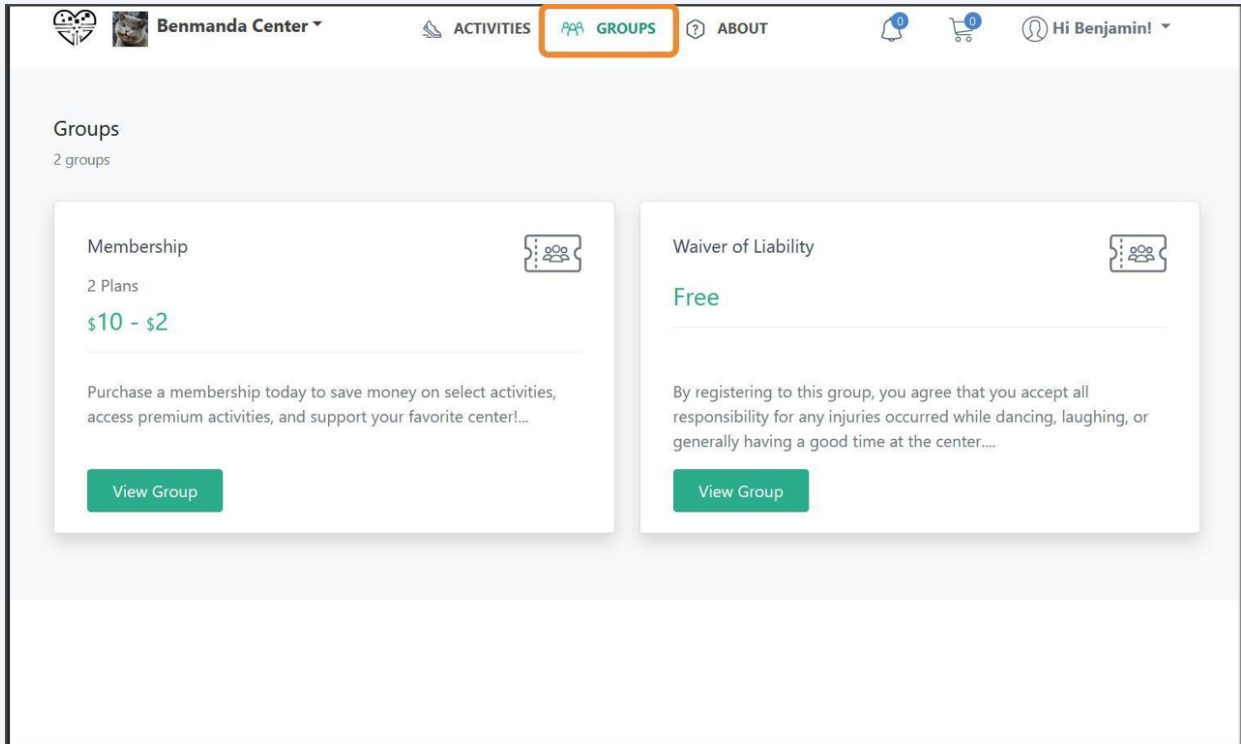 Benmanda Center
ACTIVITIES
GROUPS
ABOUT
0
0
Hi Benjamin!
Groups
2 groups
Membership
2 Plans
$10 - $2
Purchase a membership today to save money on select activities,
access premium activities, and support your favorite center!...
View Group
Waiver of Liability
Free
By registering to this group, you agree that you accept all
responsibility for any injuries occurred while dancing, laughing, or
generally having a good time at the center....
View Group